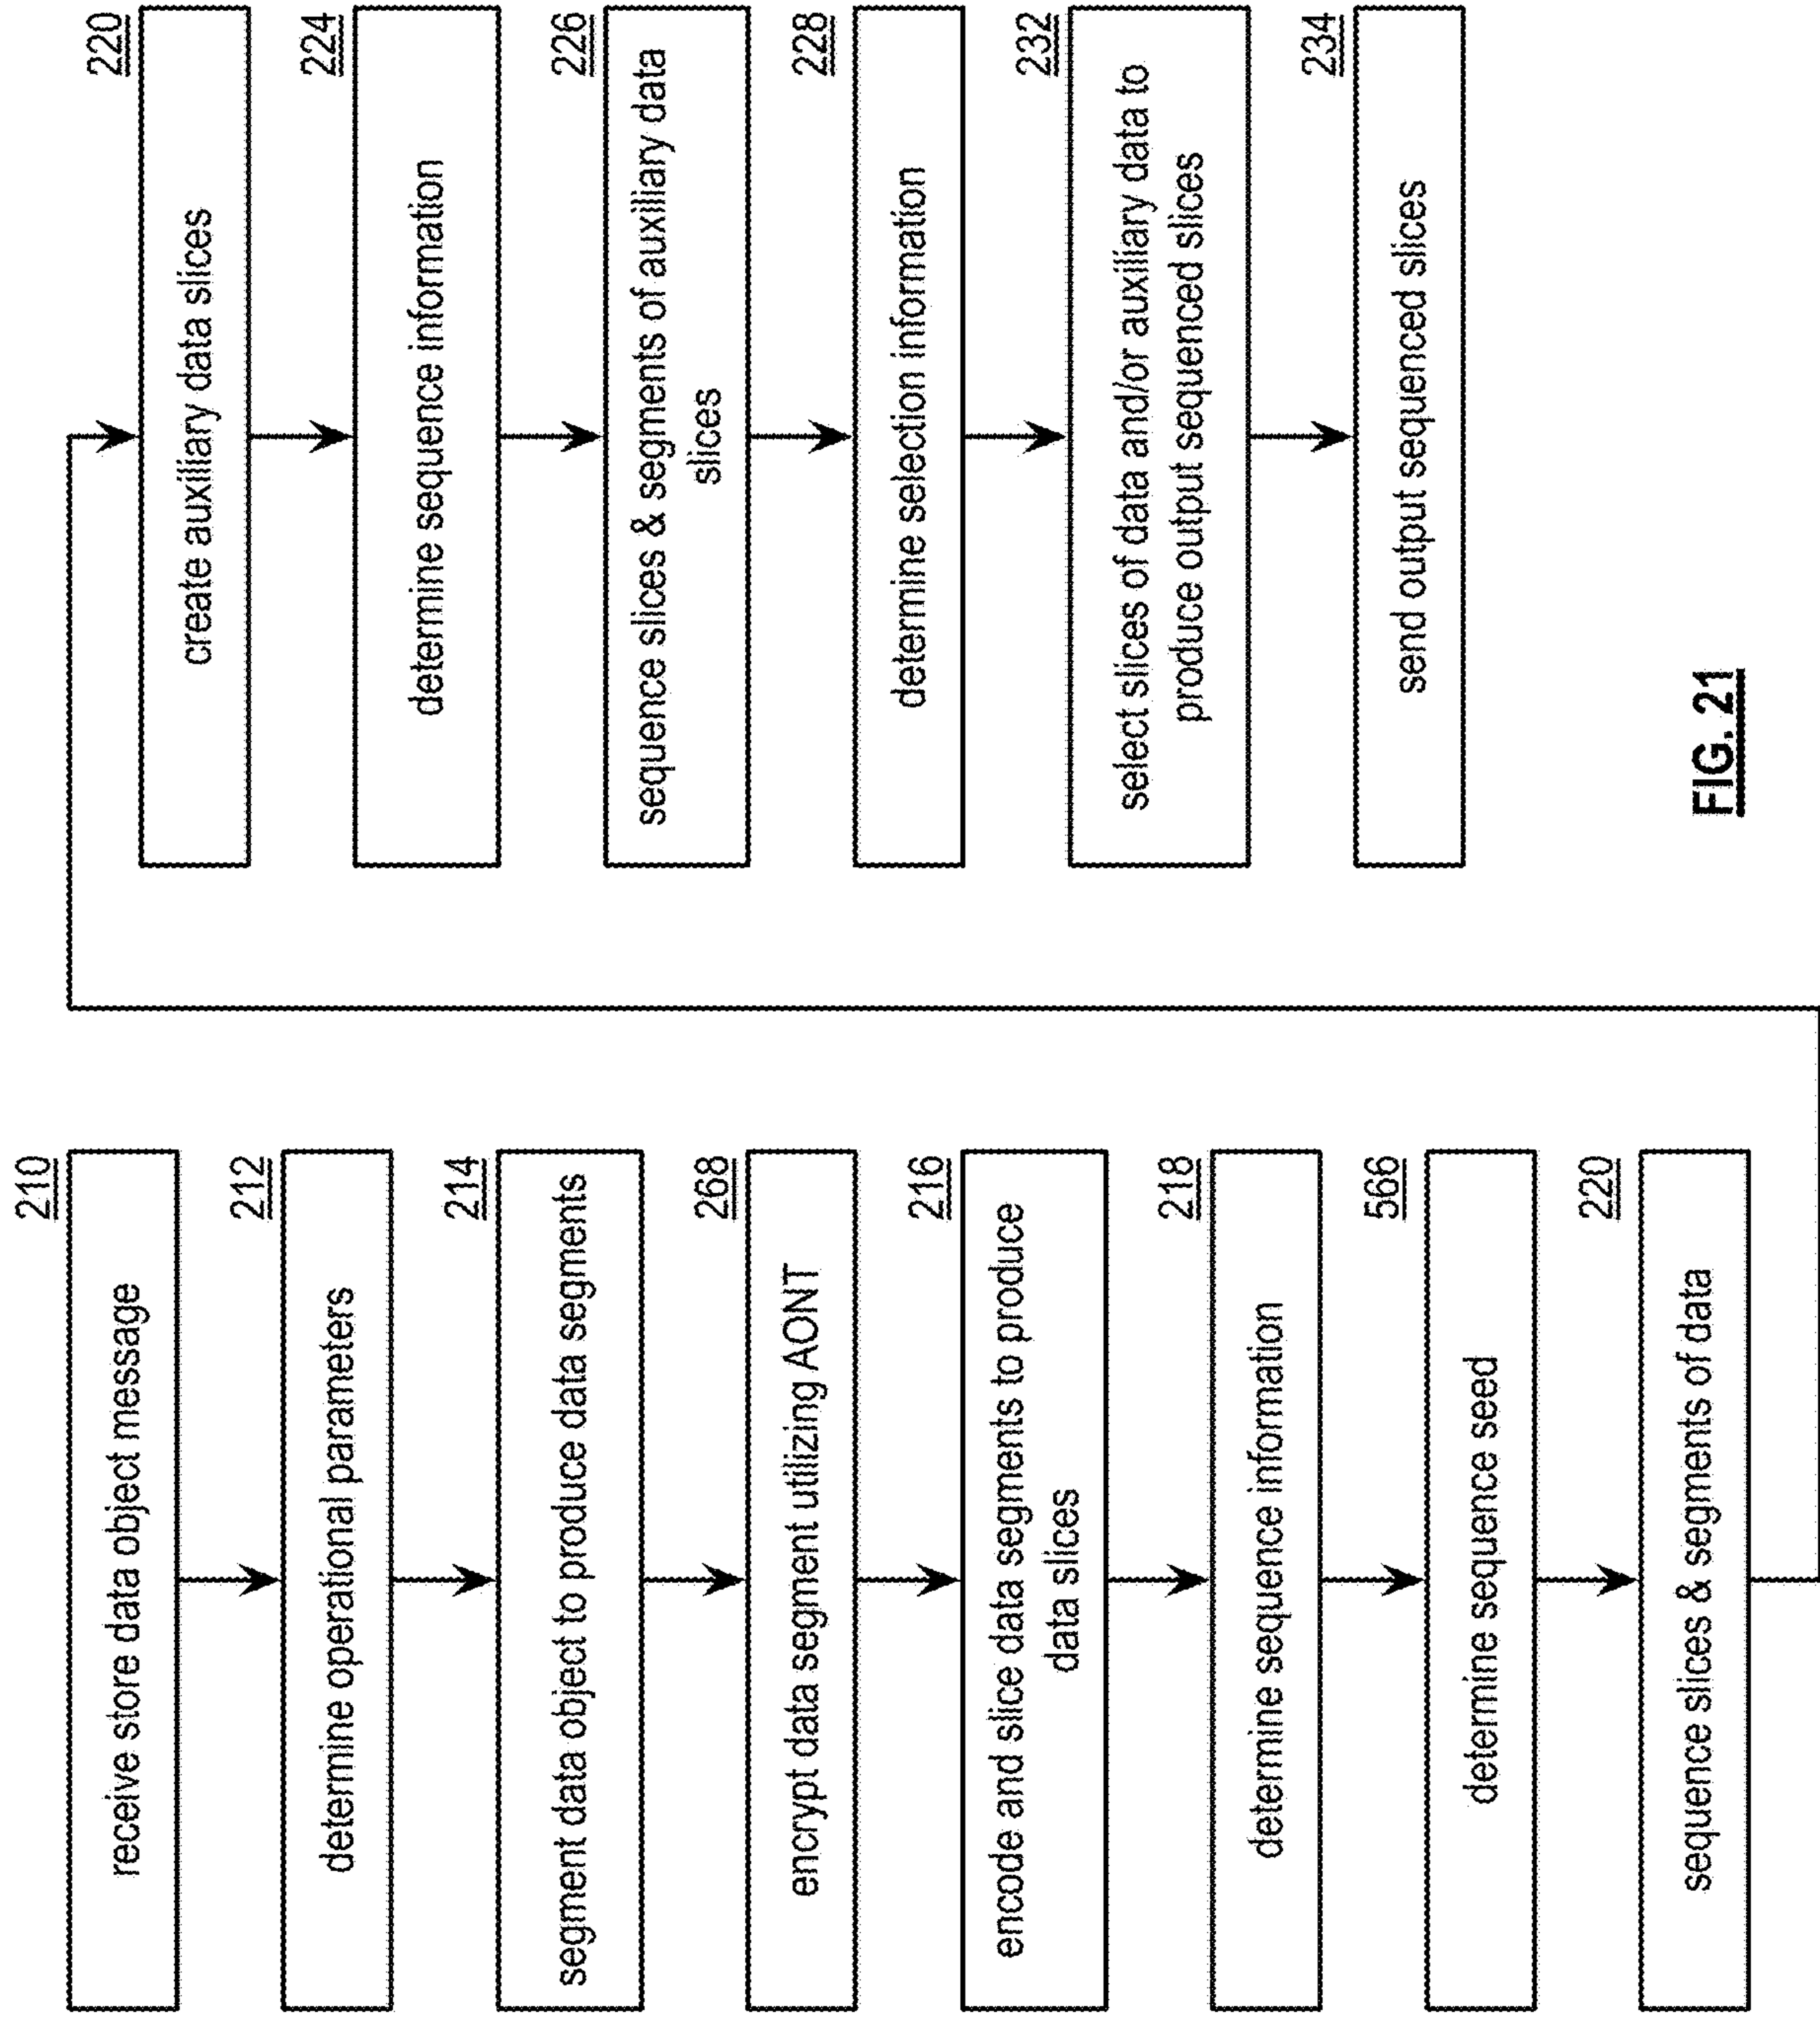 210
receive store data object message
212
determine operational parameters
214
segment data object to produce data segments
268
encrypt data segment utilizing AONT
216
encode and slice data segments to produce
data slices
218
determine sequence information
566
determine sequence seed
220
sequence slices & segments of data
220
create auxiliary data slices
224
determine sequence information
226
sequence slices & segments of auxiliary data
slices
228
determine selection information
232
select slices of data and/or auxiliary data to
produce output sequenced slices
234
send output sequenced slices
FIG. 21